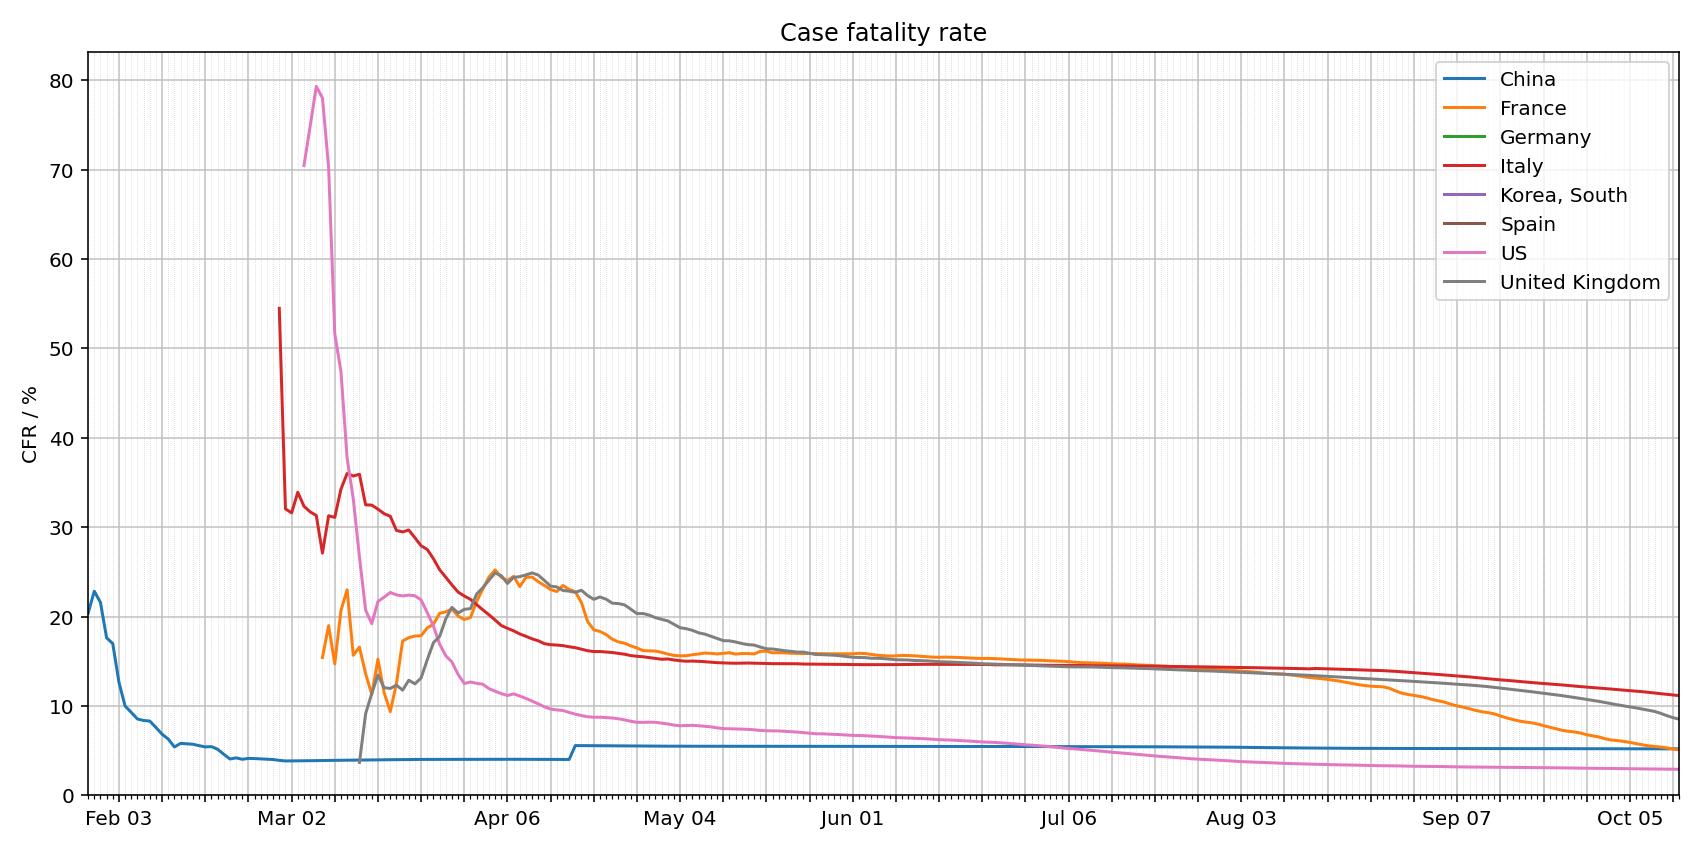 Case fatality rate
CFR / %
80
70
60
50
40
30
20
10
0
China
France
Germany
Italy
Korea, South
Spain
US
United Kingdom
Feb 03 Mar 02 Apr 06 May 04 Jun 01 Jul 06 Aug 03 Sep 07 Oct 05